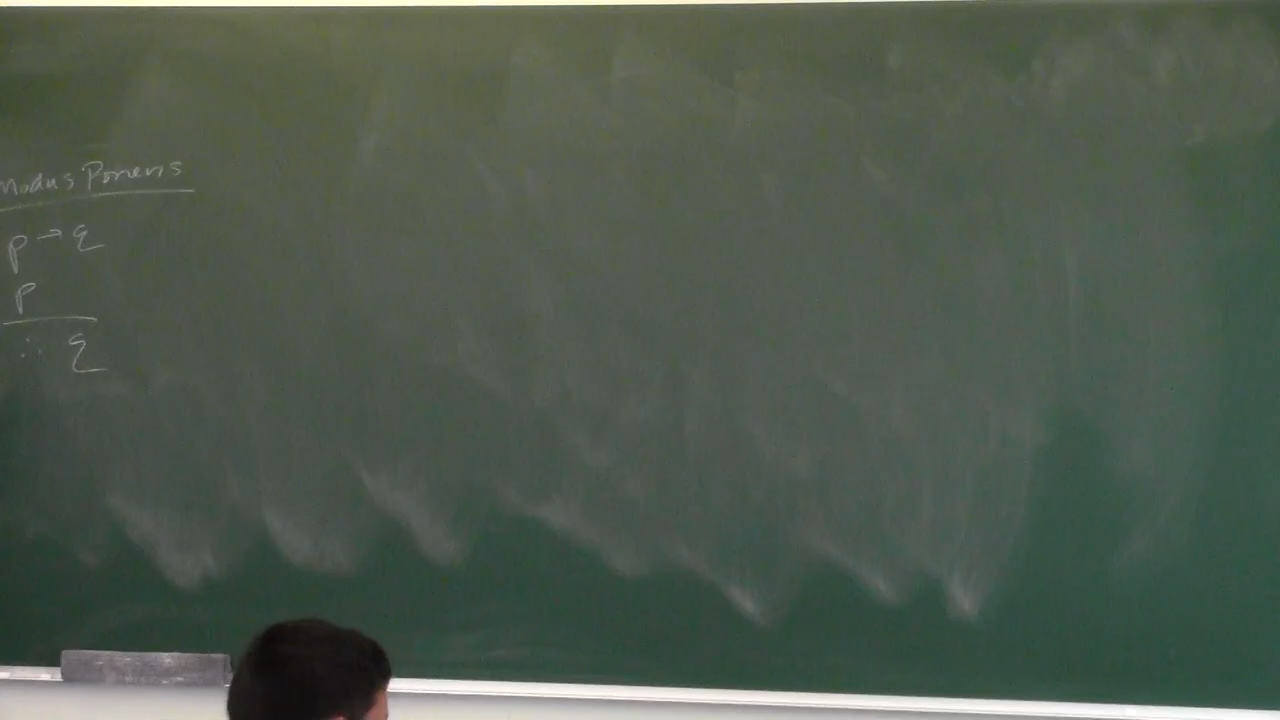 Modus Ponens
p → q
p
∴ q